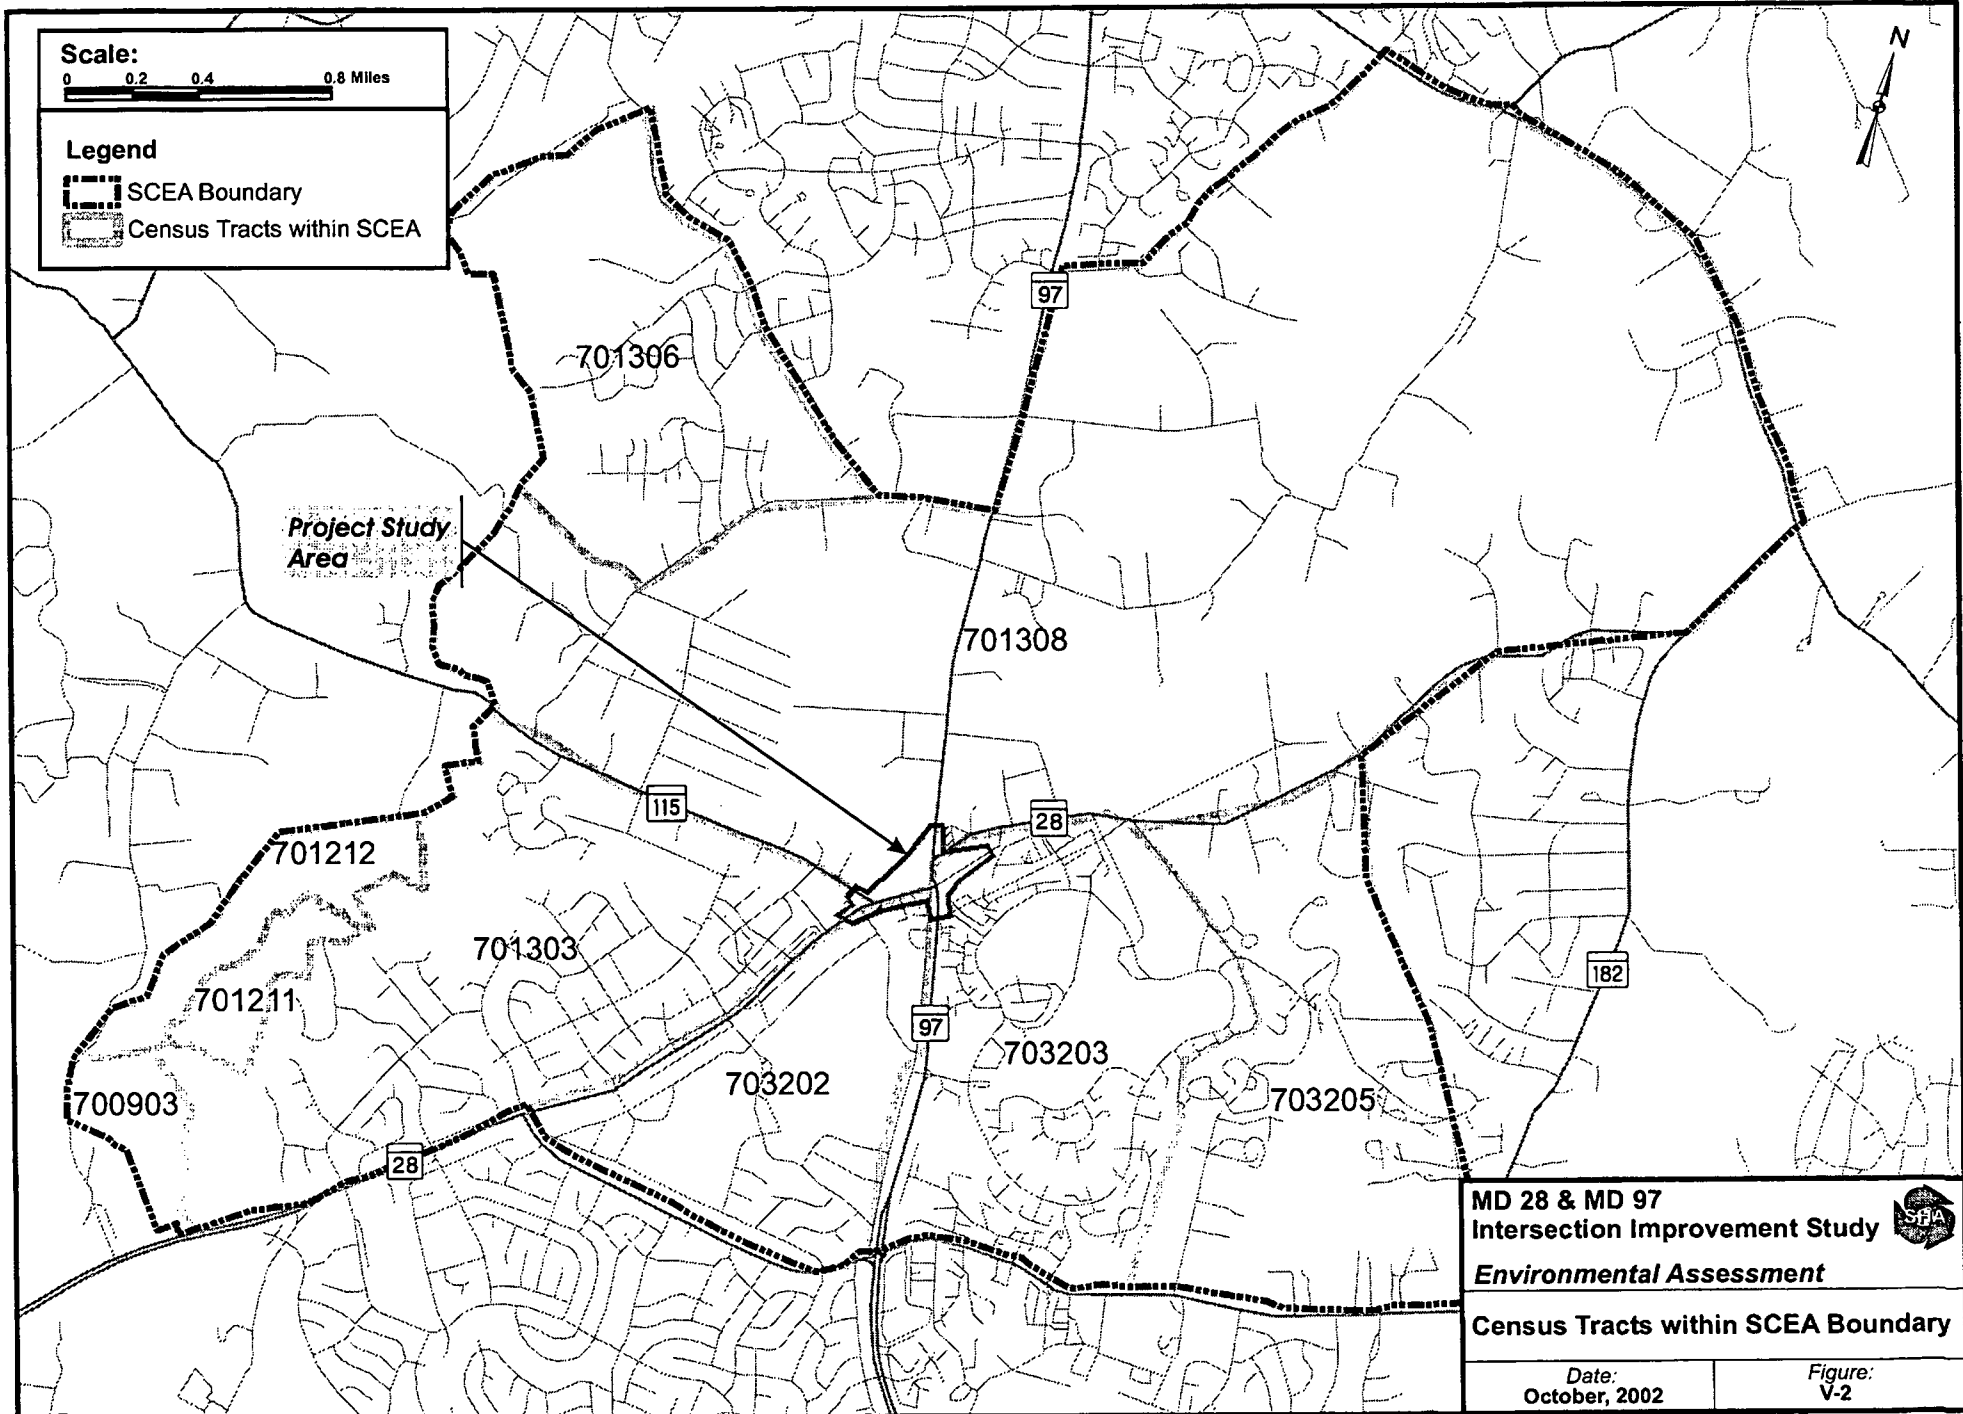 Scale:
0 0.2 0.4 0.8 Miles
Legend
SCEA Boundary
Census Tracts within SCEA
N
97
701306
Project Study
Area
701308
115
28
701212
701303
182
701211
97
703203
703202
703205
700903
28
MD 28 & MD 97
Intersection Improvement Study
SHA
Environmental Assessment
Census Tracts within SCEA Boundary
Date:
October, 2002
Figure:
V-2